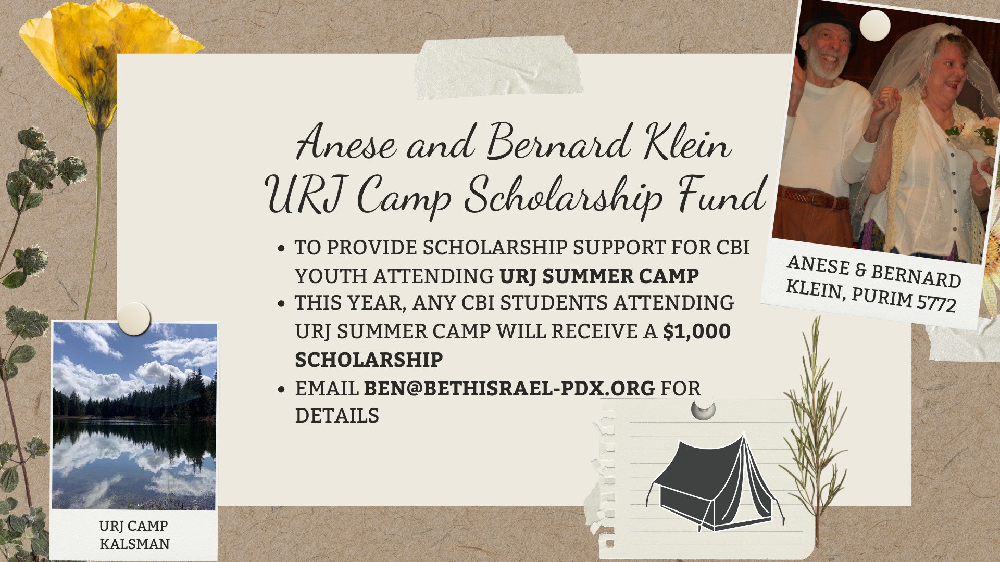 Anese and Bernard Klein
URJ Camp Scholarship Fund
• TO PROVIDE SCHOLARSHIP SUPPORT FOR CBI
YOUTH ATTENDING URJ SUMMER CAMP
• THIS YEAR, ANY CBI STUDENTS ATTENDING
URJ SUMMER CAMP WILL RECEIVE A $1,000
SCHOLARSHIP
• EMAIL BEN@BETHISRAEL-PDX.ORG FOR
DETAILS
ANESE & BERNARD
KLEIN, PURIM 5772
URJ CAMP
KALSMAN